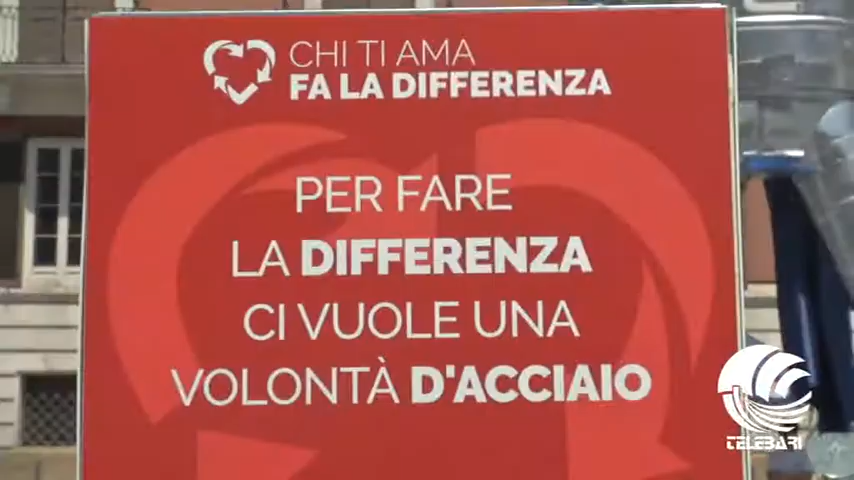 CHI TI AMA
FA LA DIFFERENZA
PER FARE
LA DIFFERENZA
CI VUOLE UNA
VOLONTÀ D'ACCIAIO
TELEBARI